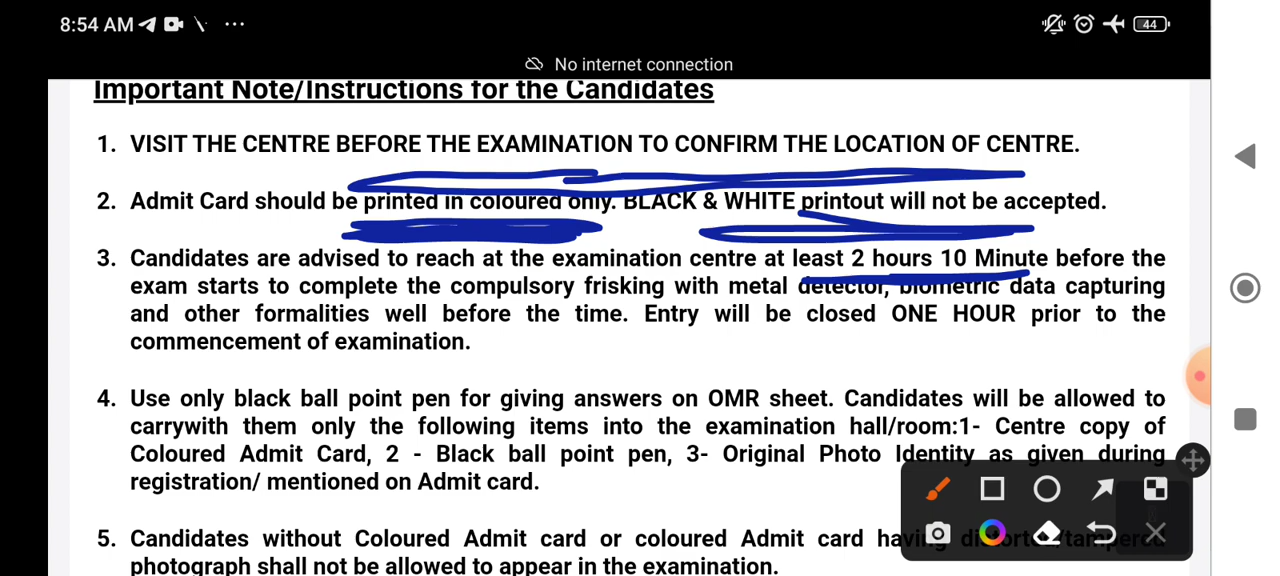 8:54 AM
44
No internet connection
Important Note/Instructions for the Candidates
1. VISIT THE CENTRE BEFORE THE EXAMINATION TO CONFIRM THE LOCATION OF CENTRE.
2. Admit Card should be printed in coloured only. BLACK & WHITE printout will not be accepted.
3. Candidates are advised to reach at the examination centre at least 2 hours 10 Minute before the
exam starts to complete the compulsory frisking with metal detector, biometric data capturing
and other formalities well before the time. Entry will be closed ONE HOUR prior to the
commencement of examination.
4. Use only black ball point pen for giving answers on OMR sheet. Candidates will be allowed to
carrywith them only the following items into the examination hall/room:1- Centre copy of
Coloured Admit Card, 2 - Black ball point pen, 3- Original Photo Identity as given during
registration/ mentioned on Admit card.
5. Candidates without Coloured Admit card or coloured Admit card having distorted/tampered
photograph shall not be allowed to appear in the examination.